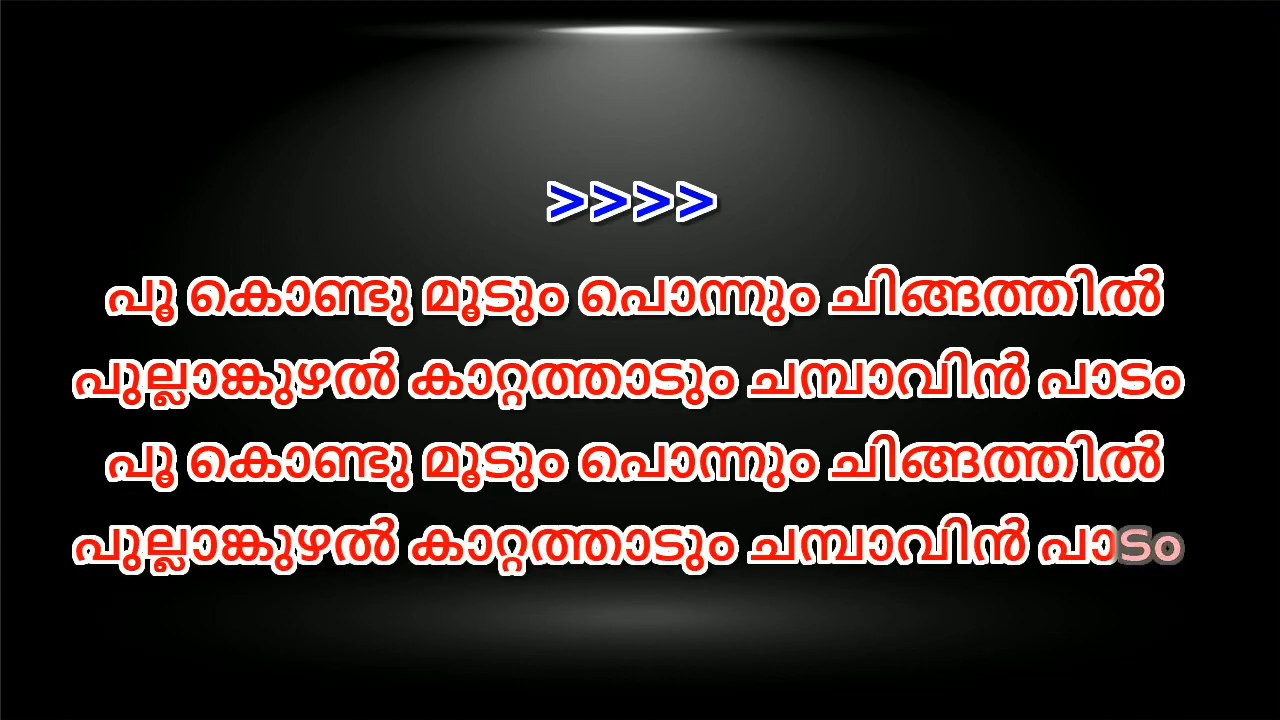 >>>>
പൂ കൊണ്ടു മൂടും പൊന്നും ചിങ്ങത്തിൽ
പുല്ലാങ്കുഴൽ കാറ്റത്താടും ചമ്പാവിൻ പാടം
പൂ കൊണ്ടു മൂടും പൊന്നും ചിങ്ങത്തിൽ
പുല്ലാങ്കുഴൽ കാറ്റത്താടും ചമ്പാവിൻ പാടം